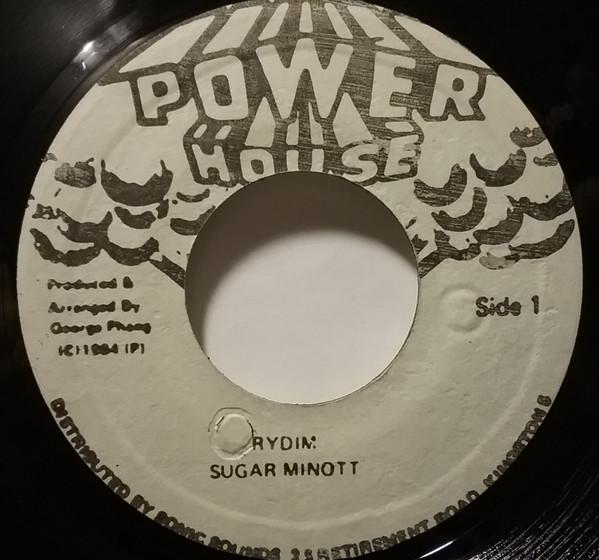 POWER
HOUSE
Produced &
Arranged By
George Phang
(C) 1984 (P)
Side 1
RYDIM
SUGAR MINOTT
DISTRIBUTED BY SONIC SOUNDS RETIREMENT ROAD KINGSTON 5